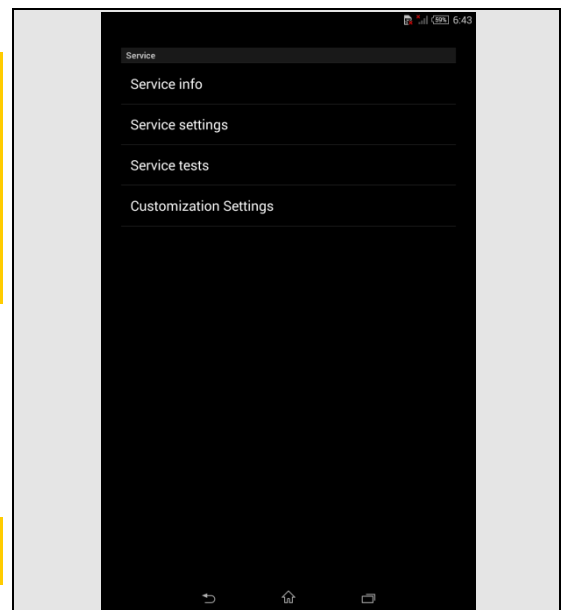 59% 6:43
Service
Service info
Service settings
Service tests
Customization Settings